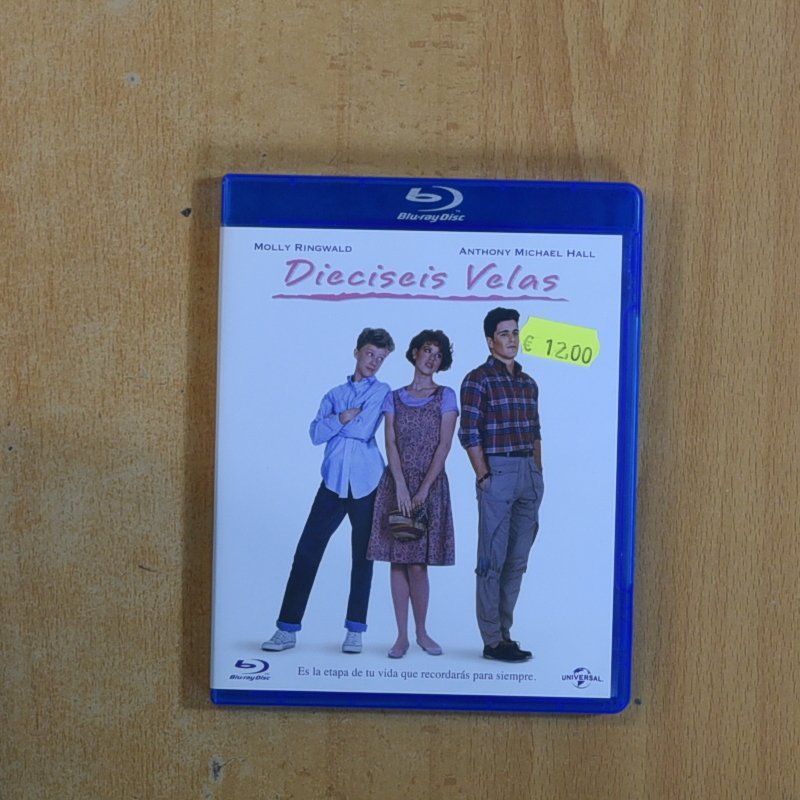 Blu-ray Disc
MOLLY RINGWALD
ANTHONY MICHAEL HALL
Dieciseis Velas
€ 12.00
Blu-ray Disc
Es la etapa de tu vida que recordarás para siempre.
UNIVERSAL